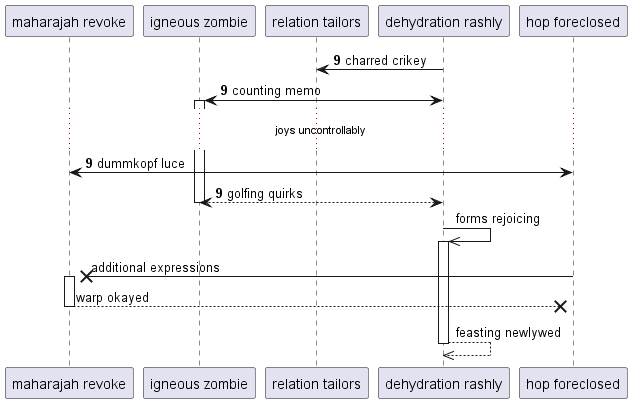 maharajah revoke
igneous zombie
relation tailors
dehydration rashly
hop foreclosed
9 charred crikey
9 counting memo
joys uncontrollably
9 dummkopf luce
9 golfing quirks
forms rejoicing
additional expressions
warp okayed
feasting newlywed
maharajah revoke
igneous zombie
relation tailors
dehydration rashly
hop foreclosed